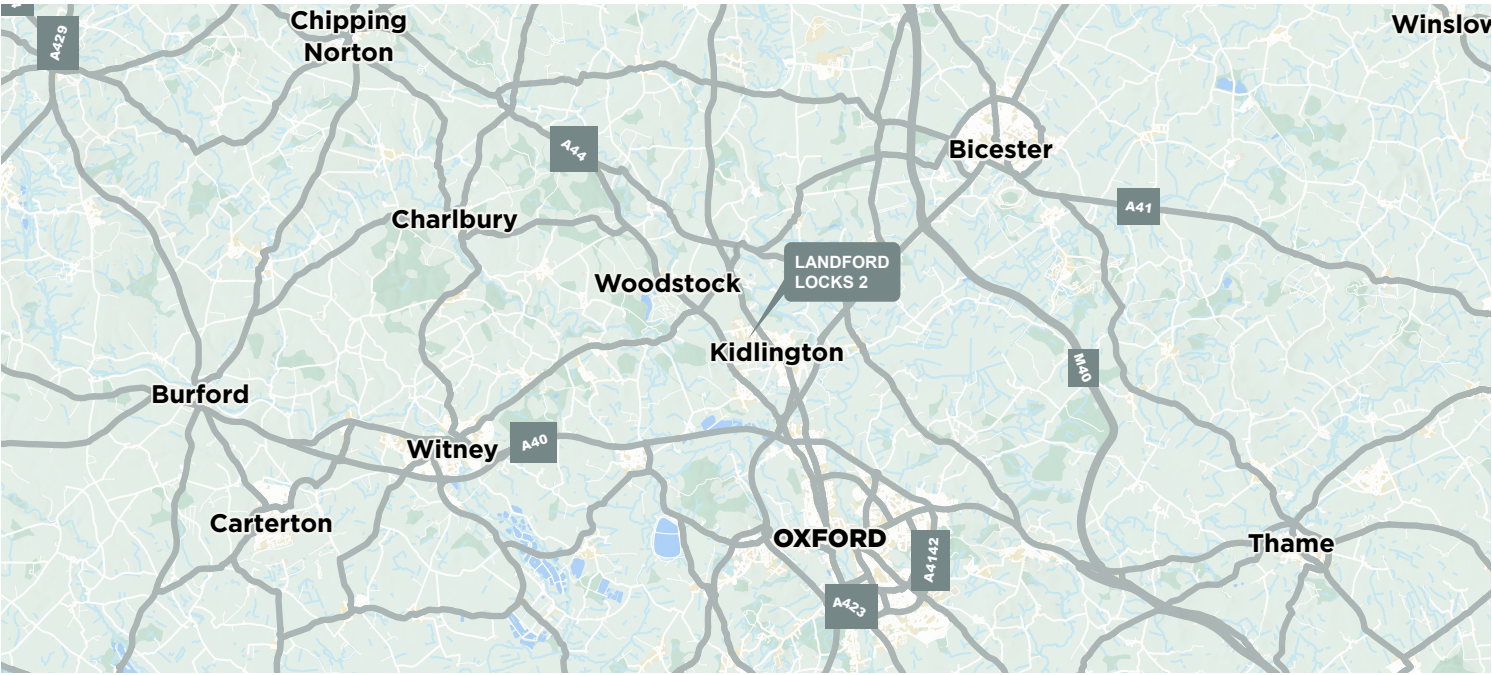 Chipping
Norton
Winslow
A429
A44
Bicester
A41
Charlbury
LANDFORD
LOCKS 2
Woodstock
Kidlington
M40
Burford
Witney
A40
Carterton
OXFORD
A4142
Thame
A423